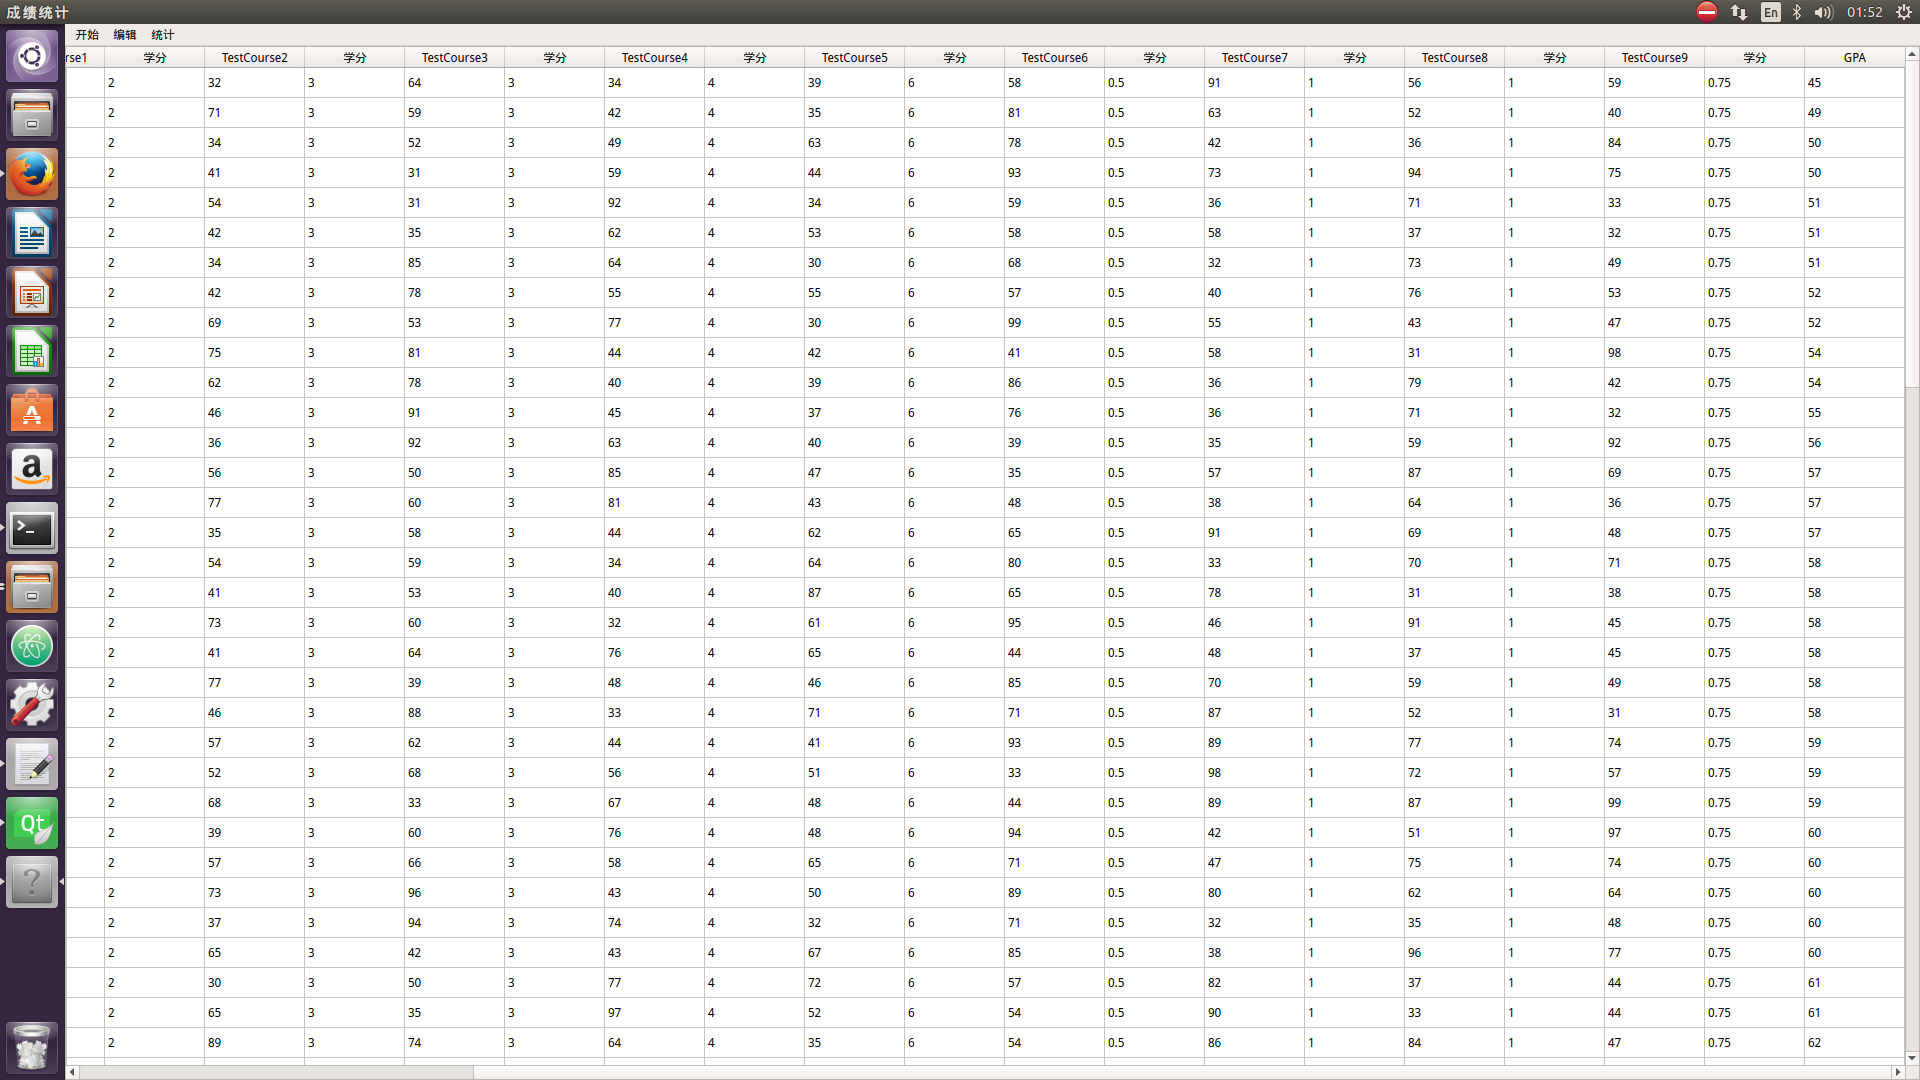 成绩统计 En 01:52
开始 编辑 统计
rse1 学分 TestCourse2 学分 TestCourse3 学分 TestCourse4 学分 TestCourse5 学分 TestCourse6 学分 TestCourse7 学分 TestCourse8 学分 TestCourse9 学分 GPA
2 32 3 64 3 34 4 39 6 58 0.5 91 1 56 1 59 0.75 45
2 71 3 59 3 42 4 35 6 81 0.5 63 1 52 1 40 0.75 49
2 34 3 52 3 49 4 63 6 78 0.5 42 1 36 1 84 0.75 50
2 41 3 31 3 59 4 44 6 93 0.5 73 1 94 1 75 0.75 50
2 54 3 31 3 92 4 34 6 59 0.5 36 1 71 1 33 0.75 51
2 42 3 35 3 62 4 53 6 58 0.5 58 1 37 1 32 0.75 51
2 34 3 85 3 64 4 30 6 68 0.5 32 1 73 1 49 0.75 51
2 42 3 78 3 55 4 55 6 57 0.5 40 1 76 1 53 0.75 52
2 69 3 53 3 77 4 30 6 99 0.5 55 1 43 1 47 0.75 52
2 75 3 81 3 44 4 42 6 41 0.5 58 1 31 1 98 0.75 54
2 62 3 78 3 40 4 39 6 86 0.5 36 1 79 1 42 0.75 54
2 46 3 91 3 45 4 37 6 76 0.5 36 1 71 1 32 0.75 55
2 36 3 92 3 63 4 40 6 39 0.5 35 1 59 1 92 0.75 56
2 56 3 50 3 85 4 47 6 35 0.5 57 1 87 1 69 0.75 57
2 77 3 60 3 81 4 43 6 48 0.5 38 1 64 1 36 0.75 57
2 35 3 58 3 44 4 62 6 65 0.5 91 1 69 1 48 0.75 57
2 54 3 59 3 34 4 64 6 80 0.5 33 1 70 1 71 0.75 58
2 41 3 53 3 40 4 87 6 65 0.5 78 1 31 1 38 0.75 58
2 73 3 60 3 32 4 61 6 95 0.5 46 1 91 1 45 0.75 58
2 41 3 64 3 76 4 65 6 44 0.5 48 1 37 1 45 0.75 58
2 77 3 39 3 48 4 46 6 85 0.5 70 1 59 1 49 0.75 58
2 46 3 88 3 33 4 71 6 71 0.5 87 1 52 1 31 0.75 58
2 57 3 62 3 44 4 41 6 93 0.5 89 1 77 1 74 0.75 59
2 52 3 68 3 56 4 51 6 33 0.5 98 1 72 1 57 0.75 59
2 68 3 33 3 67 4 48 6 44 0.5 89 1 87 1 99 0.75 59
2 39 3 60 3 76 4 48 6 94 0.5 42 1 51 1 97 0.75 60
2 57 3 66 3 58 4 65 6 71 0.5 47 1 75 1 74 0.75 60
2 73 3 96 3 43 4 50 6 89 0.5 80 1 62 1 64 0.75 60
2 37 3 94 3 74 4 32 6 71 0.5 32 1 35 1 48 0.75 60
2 65 3 42 3 43 4 67 6 85 0.5 38 1 96 1 77 0.75 60
2 30 3 50 3 77 4 72 6 57 0.5 82 1 37 1 44 0.75 61
2 65 3 35 3 97 4 52 6 54 0.5 90 1 33 1 44 0.75 61
2 89 3 74 3 64 4 35 6 54 0.5 86 1 84 1 47 0.75 62
Qt